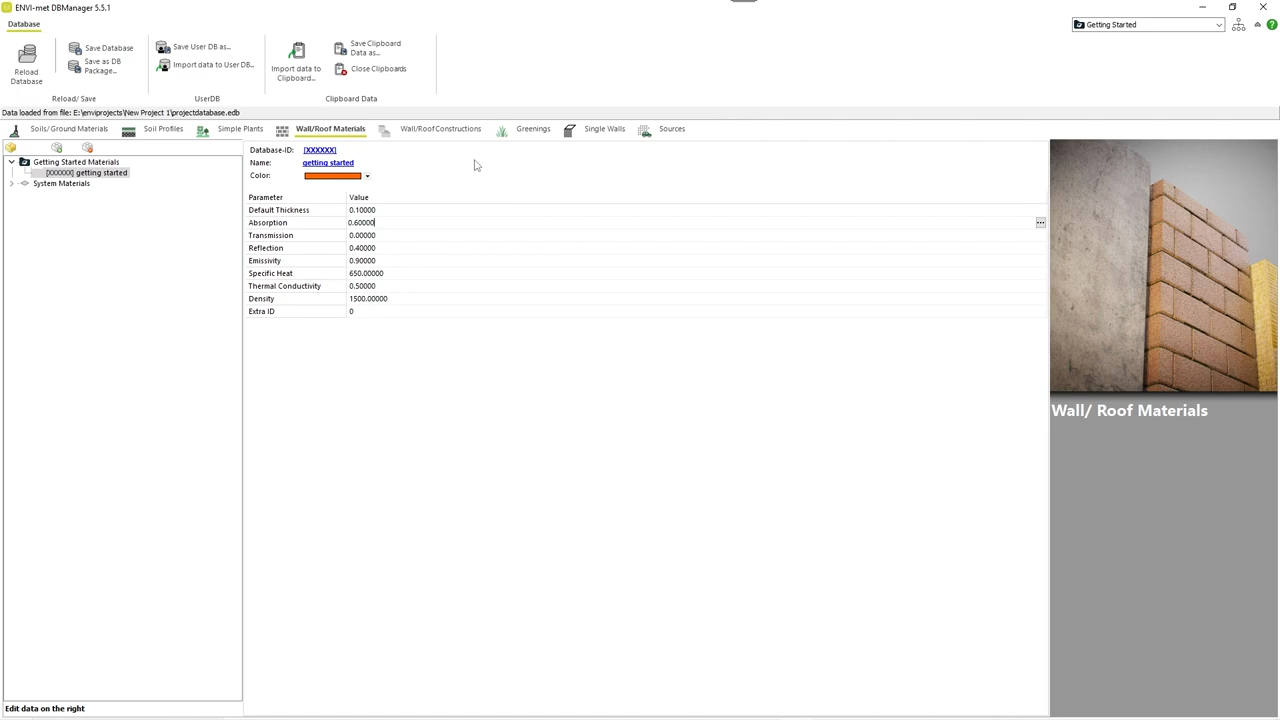 ENVI-met DBManager 5.5.1
Database
Getting Started
Reload Database
Save Database
Save as DB Package...
Reload/ Save
Save User DB as...
Import data to User DB..
UserDB
Import data to Clipboard...
Save Clipboard Data as...
Close Clipboards
Clipboard Data
Data loaded from file: E:\enviprojects\New Project 1\projectdatabase.edb
Soils/ Ground Materials Soil Profiles Simple Plants Wall/Roof Materials Wall/RoofConstructions Greenings Single Walls Sources
Getting Started Materials
[XXXXXX] getting started
System Materials
Database-ID: [XXXXXX]
Name: getting started
Color:
Parameter Value
Default Thickness 0.10000
Absorption 0.60000
Transmission 0.00000
Reflection 0.40000
Emissivity 0.90000
Specific Heat 650.00000
Thermal Conductivity 0.50000
Density 1500.00000
Extra ID 0
Wall/ Roof Materials
Edit data on the right